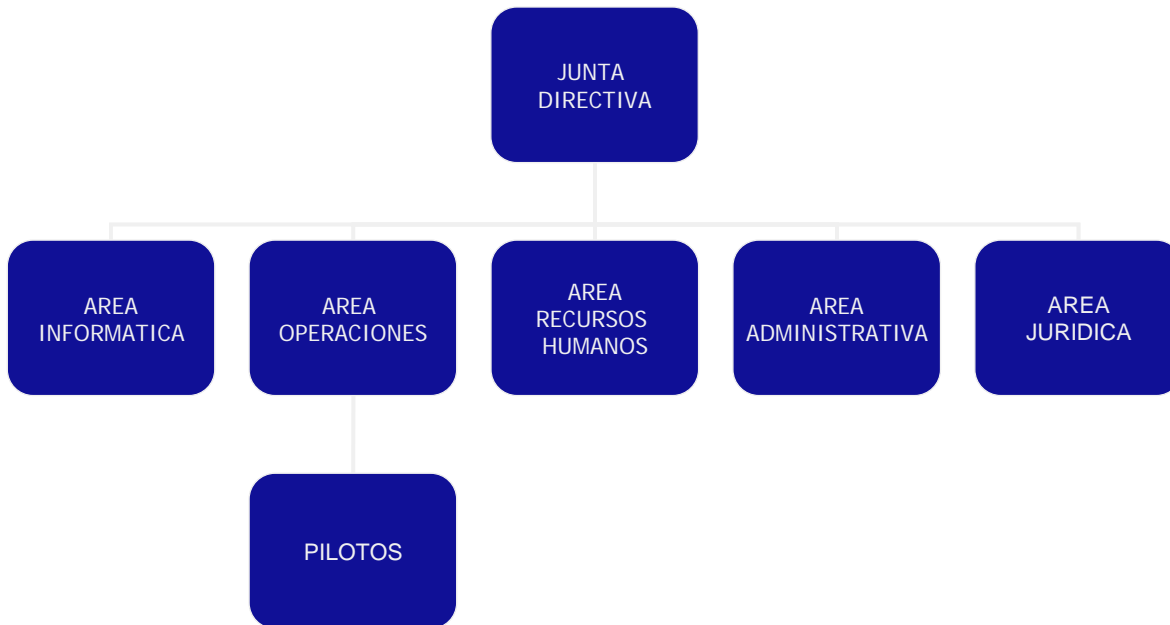 JUNTA
DIRECTIVA
AREA
INFORMATICA
AREA
OPERACIONES
AREA
RECURSOS
HUMANOS
AREA
ADMINISTRATIVA
AREA
JURIDICA
PILOTOS